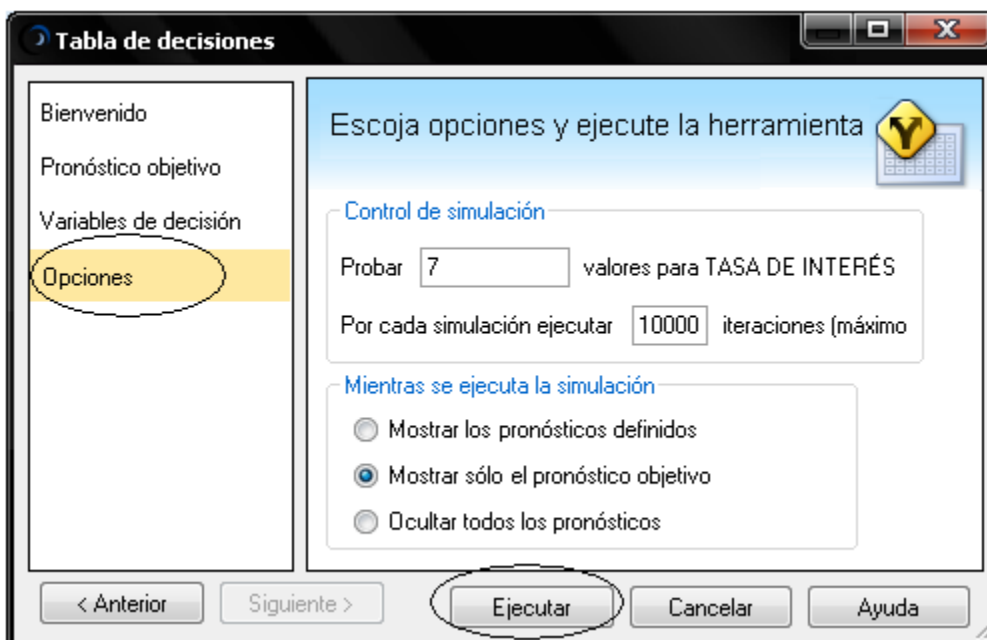 Tabla de decisiones
Bienvenido
Pronóstico objetivo
Variables de decisión
Opciones
Escoja opciones y ejecute la herramienta
Control de simulación
Probar 7 valores para TASA DE INTERÉS
Por cada simulación ejecutar 10000 iteraciones (máximo
Mientras se ejecuta la simulación
Mostrar los pronósticos definidos
Mostrar sólo el pronóstico objetivo
Ocultar todos los pronósticos
< Anterior Siguiente > Ejecutar Cancelar Ayuda